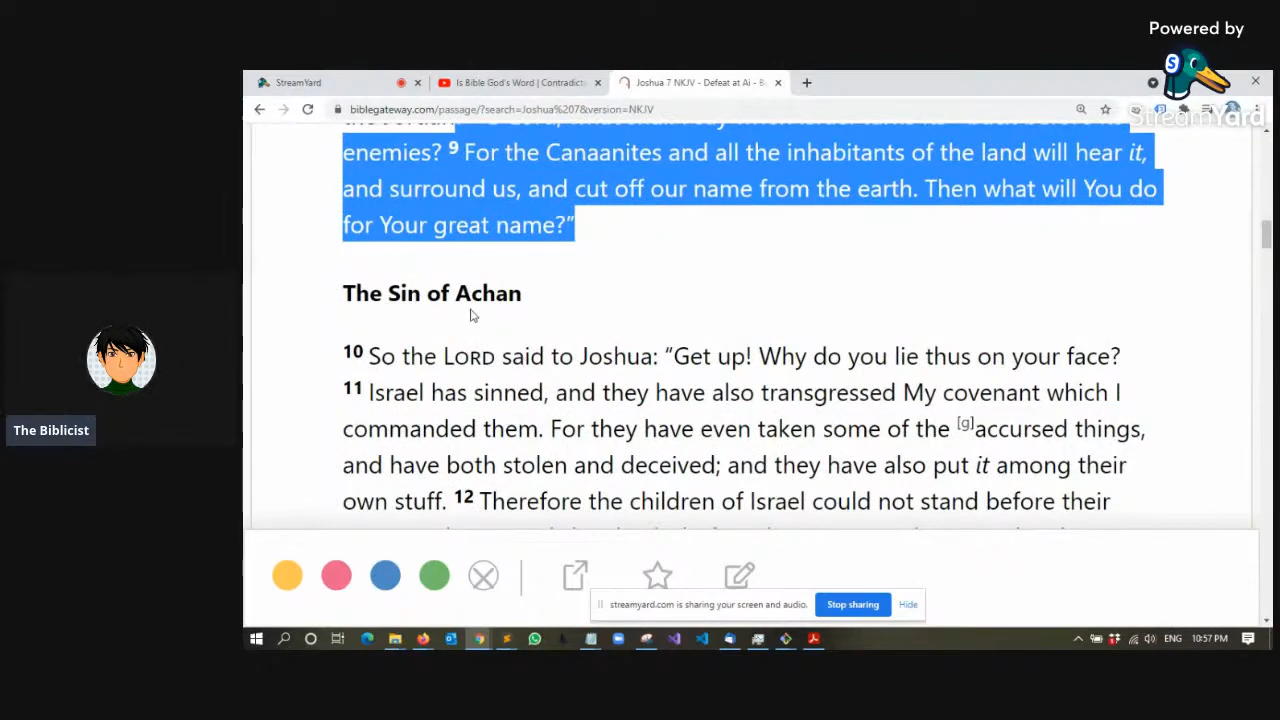 Powered by
StreamYard
StreamYard
Is Bible God's Word | Contradicti
Joshua 7 NKJV - Defeat at Ai - B
biblegateway.com/passage/?search=Joshua%207&version=NKJV
enemies? 9 For the Canaanites and all the inhabitants of the land will hear it,
and surround us, and cut off our name from the earth. Then what will You do
for Your great name?”
The Sin of Achan
10 So the LORD said to Joshua: “Get up! Why do you lie thus on your face?
11 Israel has sinned, and they have also transgressed My covenant which I
commanded them. For they have even taken some of the [g]accursed things,
and have both stolen and deceived; and they have also put it among their
own stuff. 12 Therefore the children of Israel could not stand before their
The Biblicist
streamyard.com is sharing your screen and audio.
Stop sharing
Hide
ENG
10:57 PM